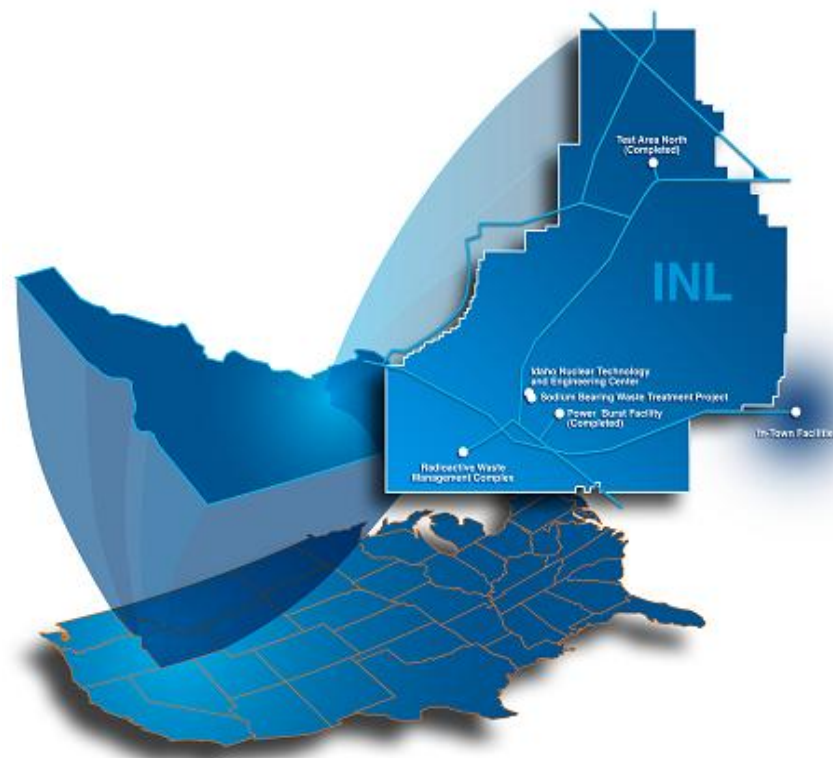 Test Area North
(Completed)
INL
Idaho Nuclear Technology
and Engineering Center
Sodium Bearing Waste Treatment Project
Power Burst Facility
(Completed)
In-Town Facilitie
Radioactive Waste
Management Complex